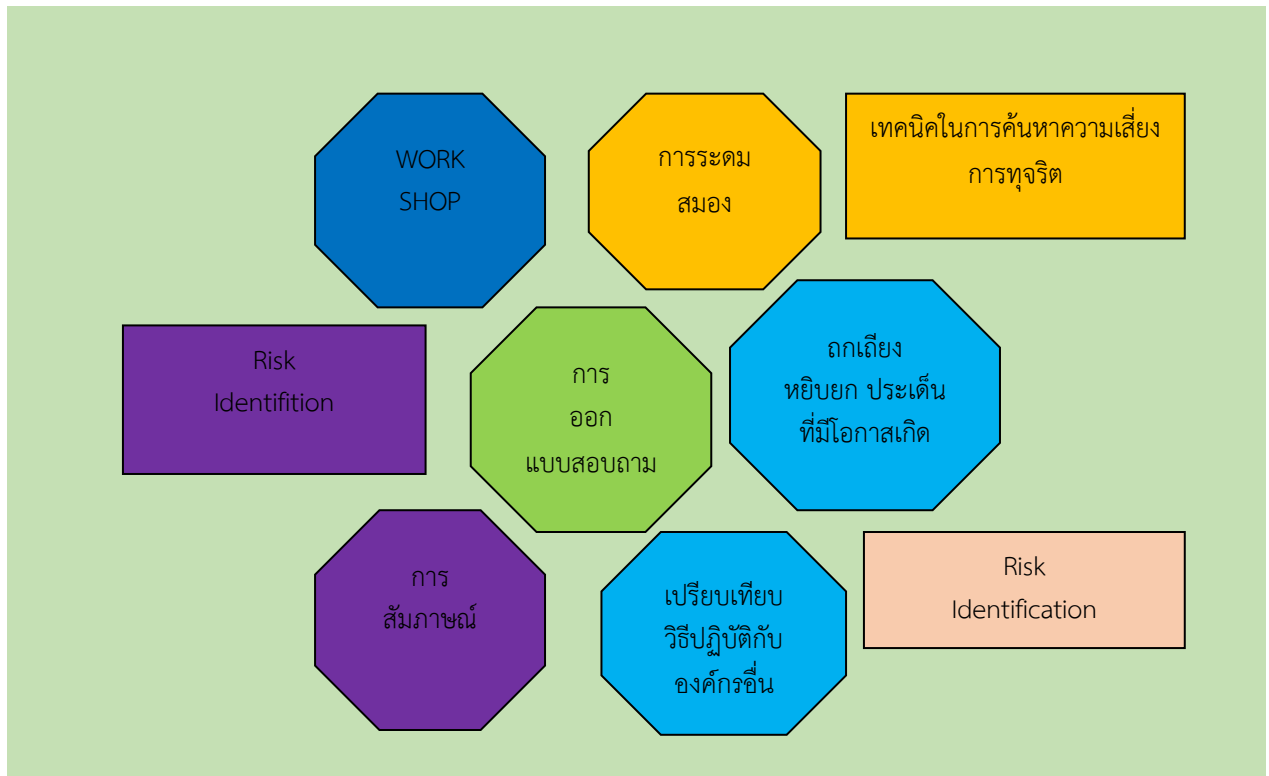 WORK
SHOP
การระดม
สมอง
เทคนิคในการค้นหาความเสี่ยง
การทุจริต
Risk
Identifition
การ
ออก
แบบสอบถาม
ถกเถียง
หยิบยก ประเด็น
ที่มีโอกาสเกิด
การ
สัมภาษณ์
เปรียบเทียบ
วิธีปฏิบัติกับ
องค์กรอื่น
Risk
Identification